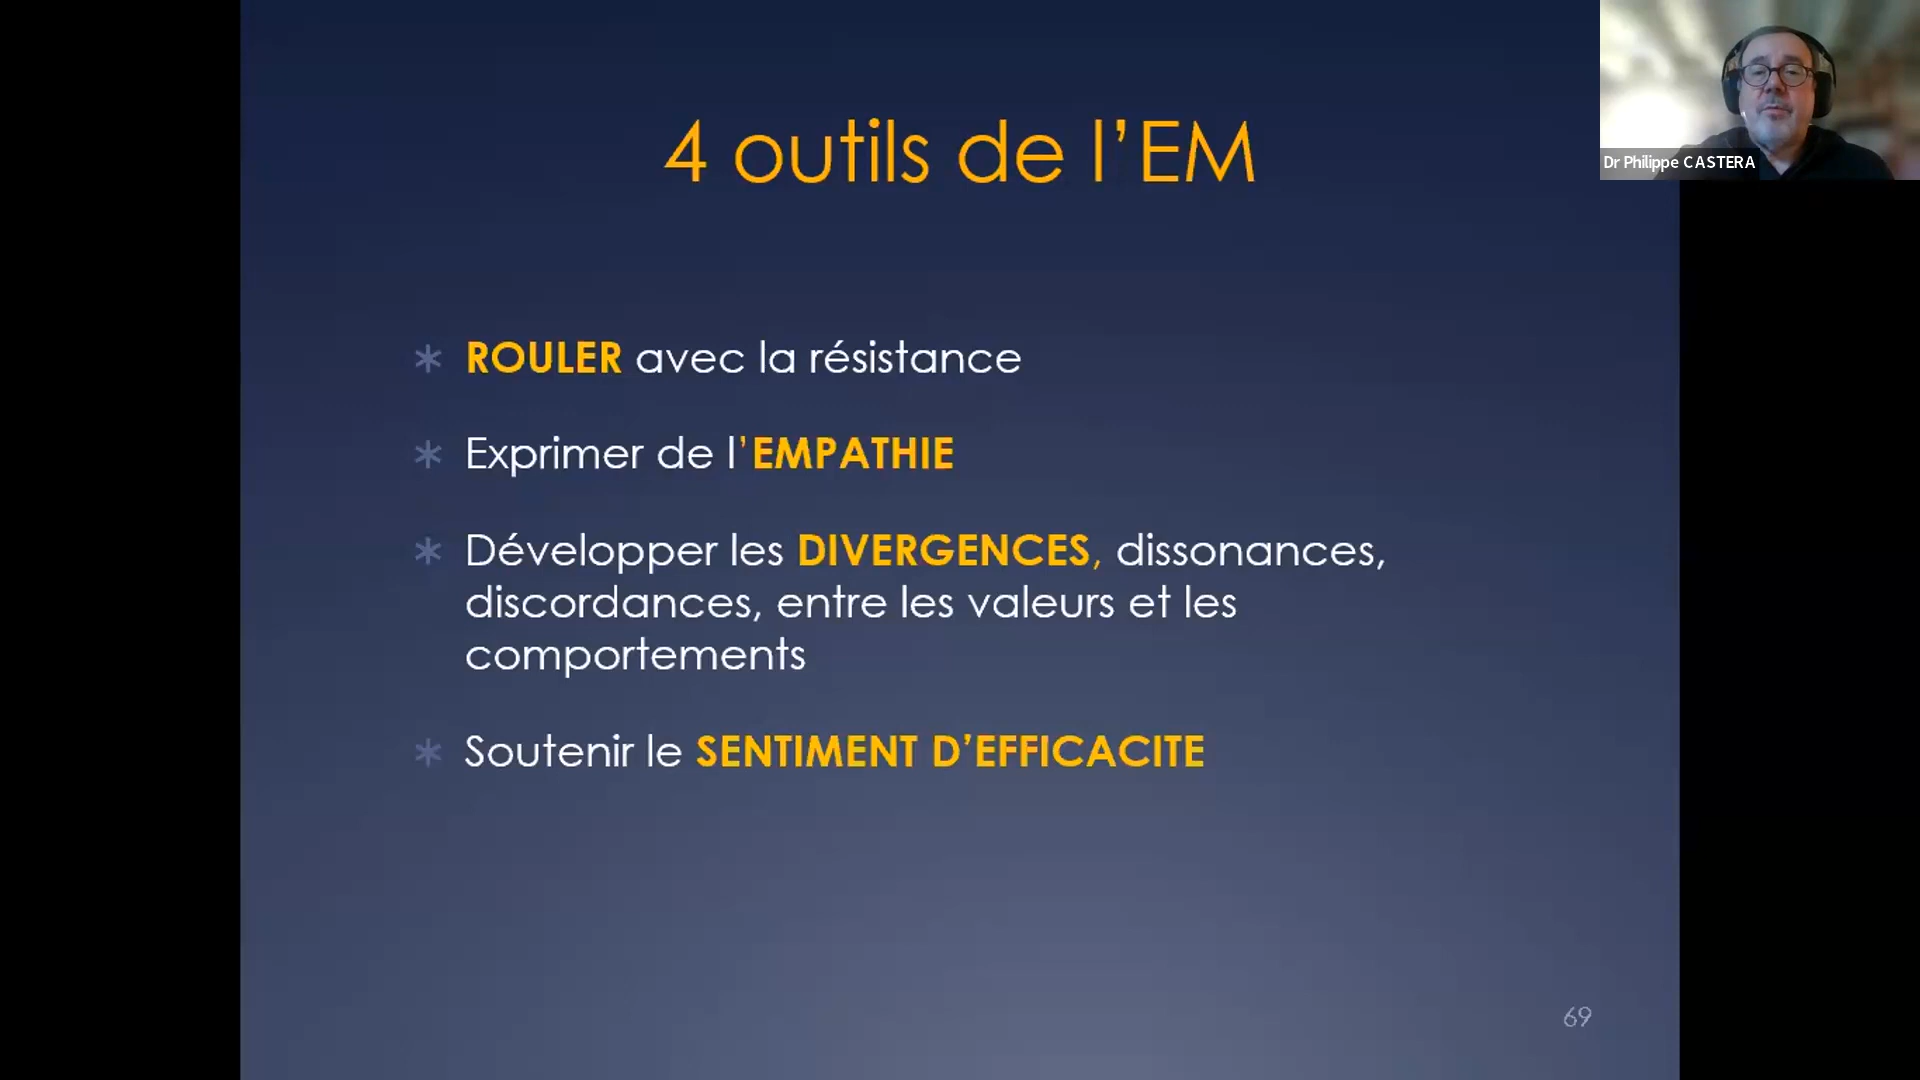 4 outils de l’EM
Dr Philippe CASTERA
ROULER avec la résistance
Exprimer de l’EMPATHIE
Développer les DIVERGENCES, dissonances,
discordances, entre les valeurs et les
comportements
Soutenir le SENTIMENT D’EFFICACITE
69